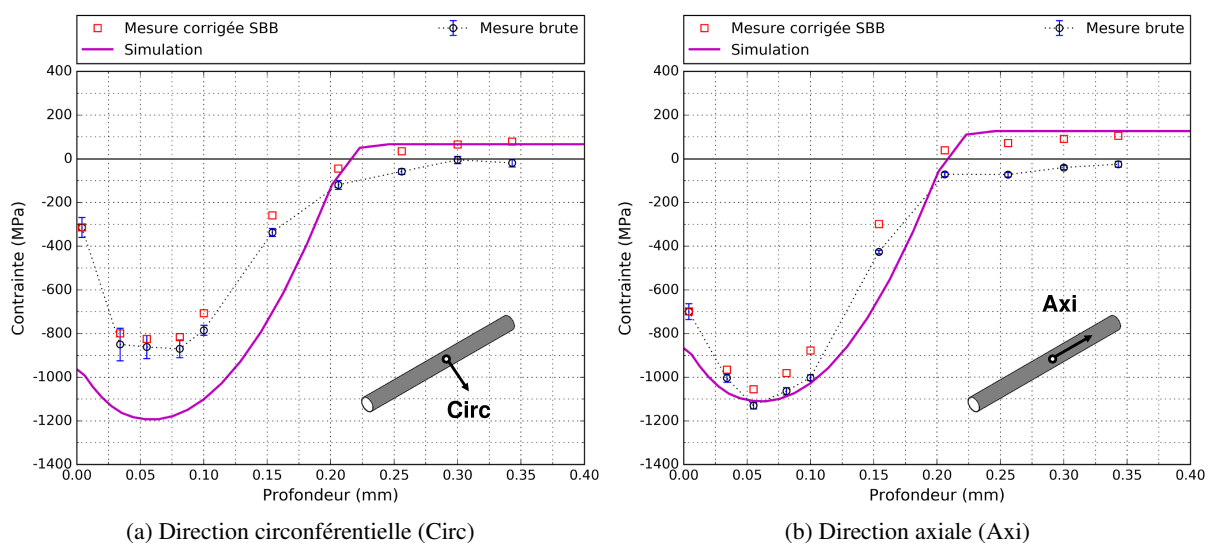 Mesure corrigée SBB
Mesure brute
Simulation
400
200
0
-200
-400
-600
-800
-1000
-1200
-1400
Contrainte (MPa)
Circ
0.00 0.05 0.10 0.15 0.20 0.25 0.30 0.35 0.40
Profondeur (mm)
(a) Direction circonférentielle (Circ)
Mesure corrigée SBB
Mesure brute
Simulation
400
200
0
-200
-400
-600
-800
-1000
-1200
-1400
Contrainte (MPa)
Axi
0.00 0.05 0.10 0.15 0.20 0.25 0.30 0.35 0.40
Profondeur (mm)
(b) Direction axiale (Axi)